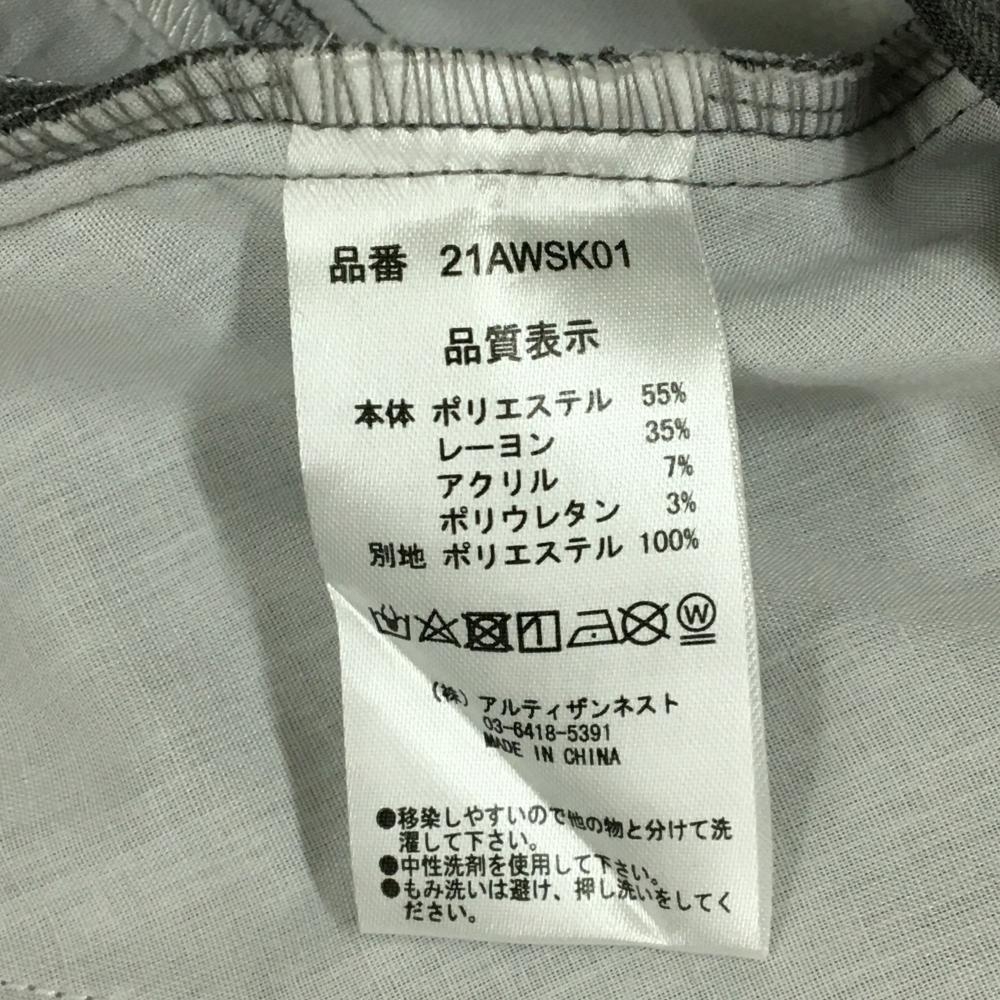 品番 21AWSK01
品質表示
本体 ポリエステル 55%
レーヨン 35%
アクリル 7%
ポリウレタン 3%
別地 ポリエステル 100%
W
(株) アルティザンネスト
03-6418-5391
MADE IN CHINA
●移染しやすいので他の物と分けて洗
濯して下さい。
●中性洗剤を使用して下さい。
●もみ洗いは避け、押し洗いをしてく
ださい。